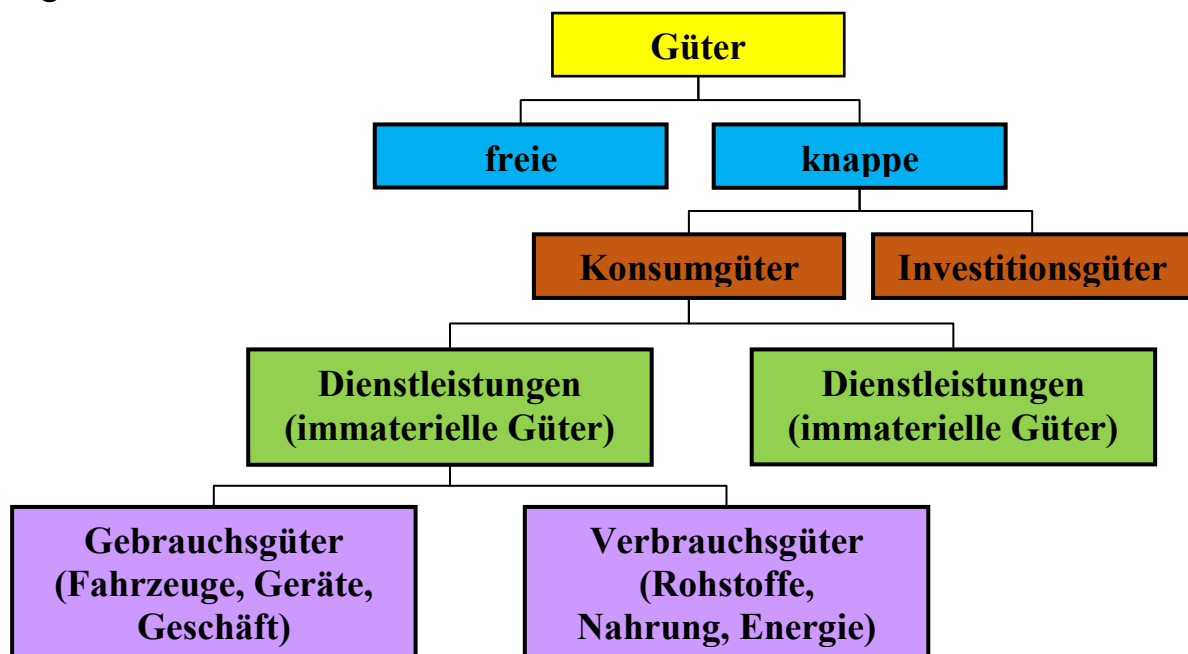 Güter
freie
knappe
Konsumgüter
Investitionsgüter
Dienstleistungen
(immaterielle Güter)
Dienstleistungen
(immaterielle Güter)
Gebrauchsgüter
(Fahrzeuge, Geräte,
Geschäft)
Verbrauchsgüter
(Rohstoffe,
Nahrung, Energie)